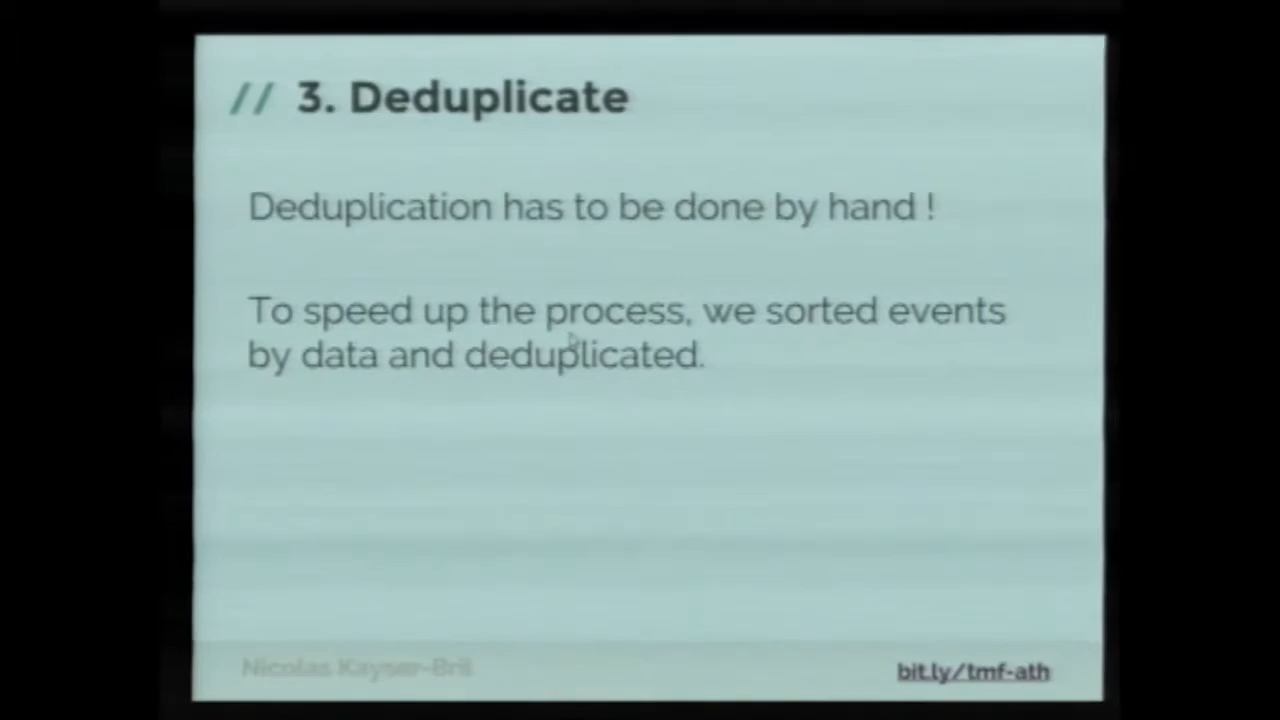 // 3. Deduplicate
Deduplication has to be done by hand !
To speed up the process, we sorted events
by data and deduplicated.
Nicolas Kayser-Bril
bit.ly/tmf-ath